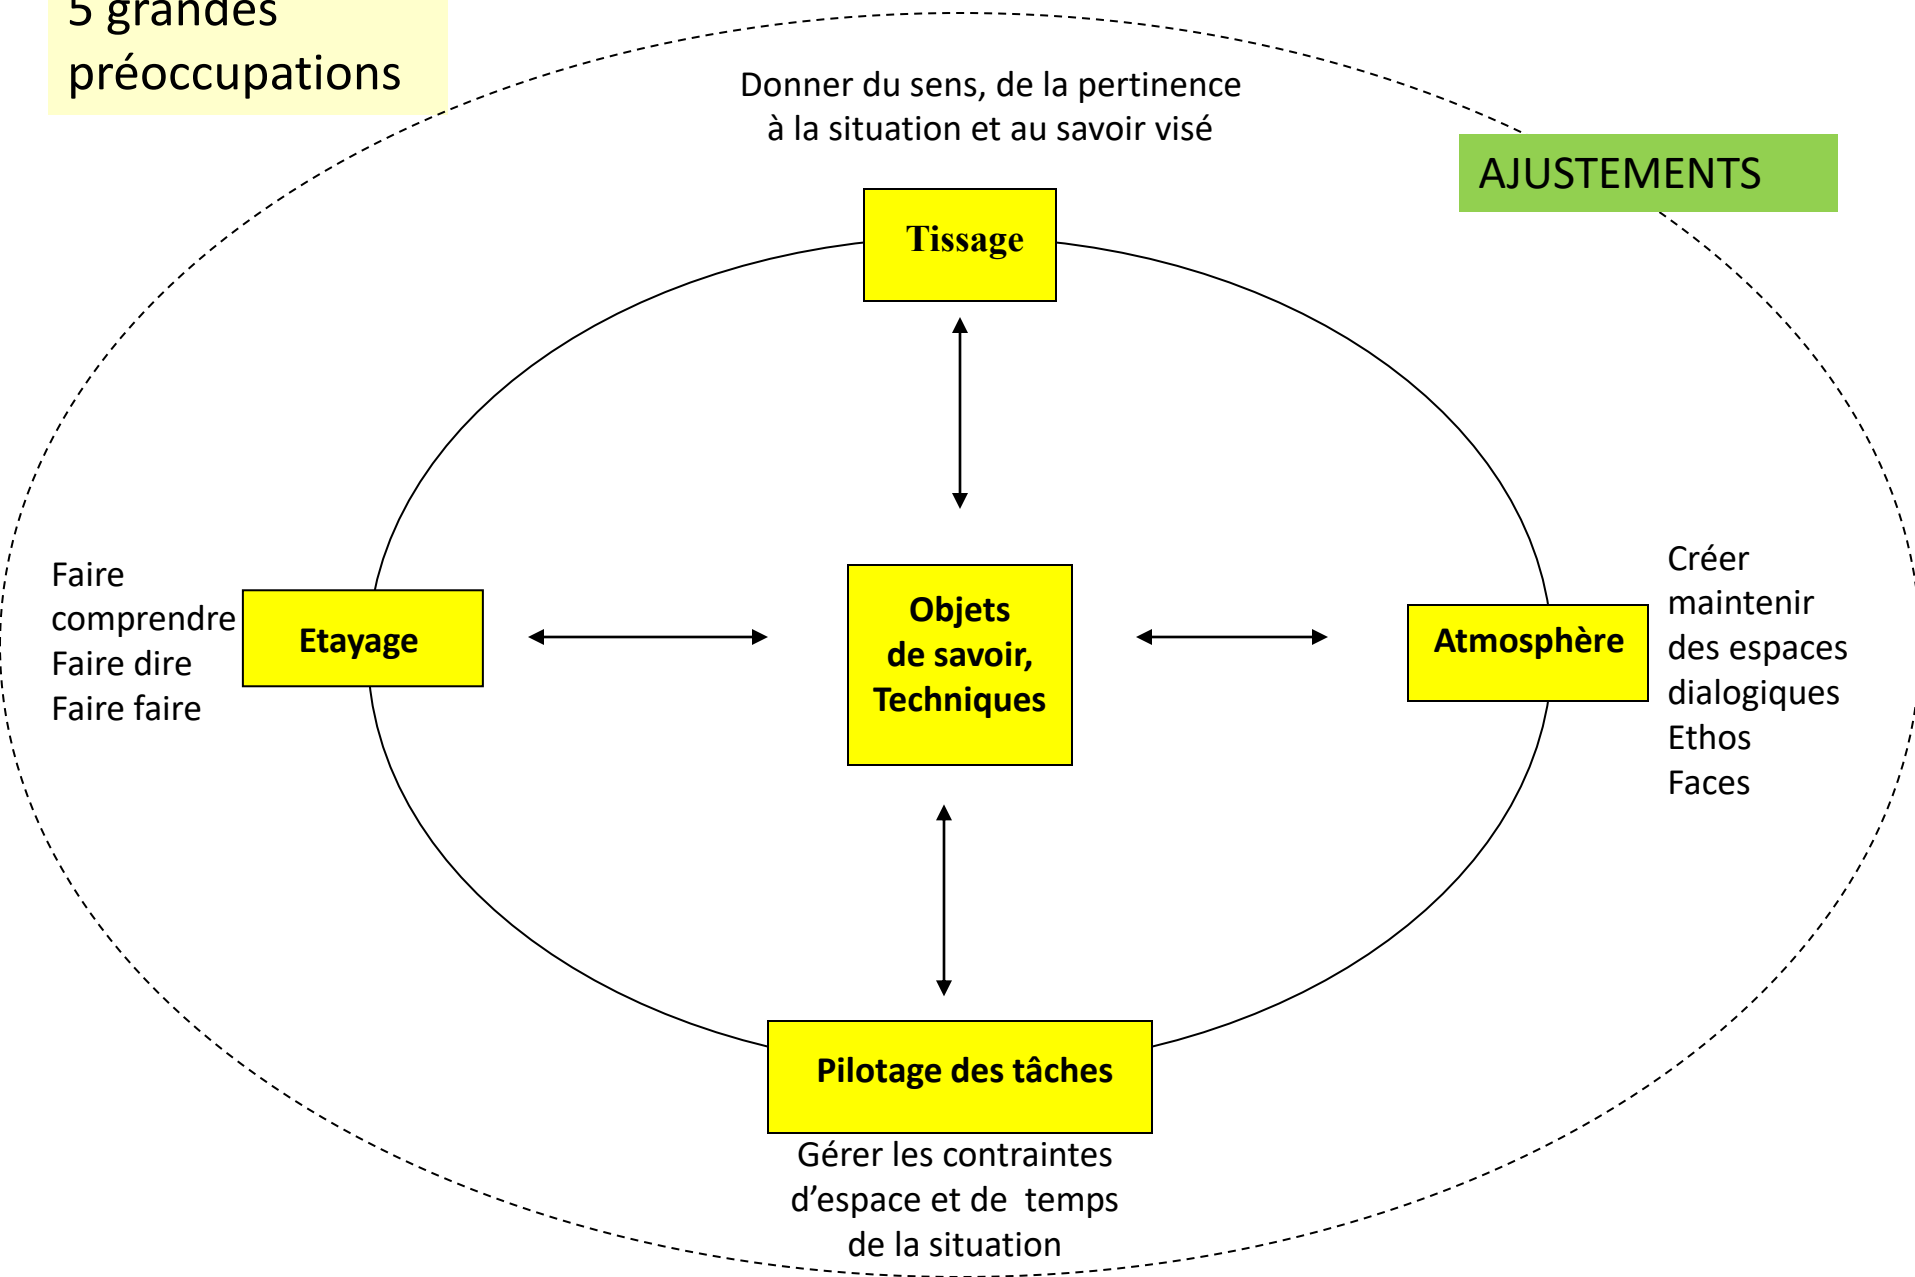 5 grandes
préoccupations
Donner du sens, de la pertinence
à la situation et au savoir visé
AJUSTEMENTS
Tissage
Faire
comprendre
Faire dire
Faire faire
Etayage
Objets
de savoir,
Techniques
Atmosphère
Créer
maintenir
des espaces
dialogiques
Ethos
Faces
Pilotage des tâches
Gérer les contraintes
d’espace et de  temps
de la situation